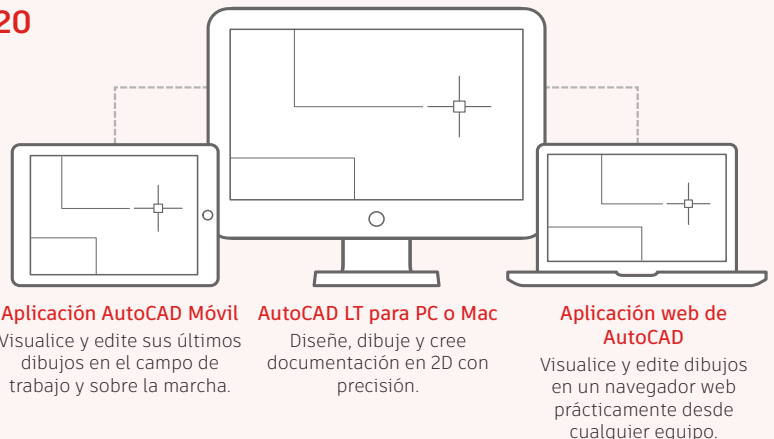 20
Aplicación AutoCAD Móvil
Visualice y edite sus últimos
dibujos en el campo de
trabajo y sobre la marcha.
AutoCAD LT para PC o Mac
Diseñe, dibuje y cree
documentación en 2D con
precisión.
Aplicación web de
AutoCAD
Visualice y edite dibujos
en un navegador web
prácticamente desde
cualquier equipo.